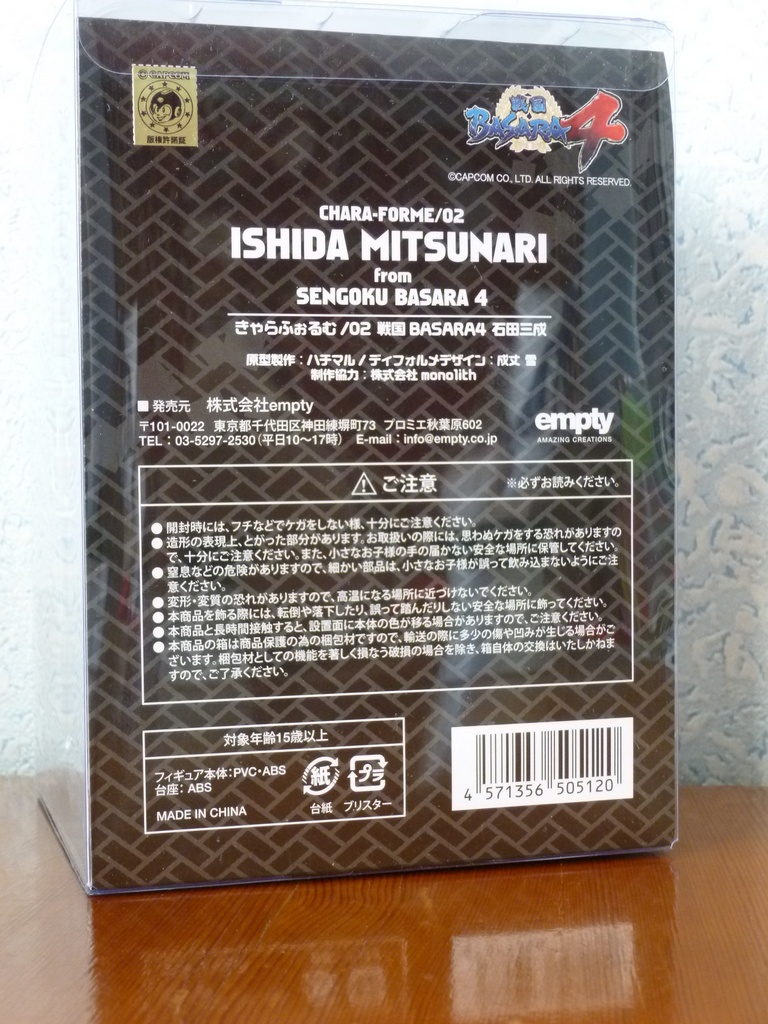 ©CAPCOM
版権許諾証
戦国
BASARA4
©CAPCOM CO., LTD. ALL RIGHTS RESERVED.
CHARA-FORME/02
ISHIDA MITSUNARI
from
SENGOKU BASARA 4
きゃらふぉるむ/02 戦国BASARA4 石田三成
原型製作：ハチマル / ディフォルメデザイン：成丈 雪
制作協力：株式会社 monolith
■ 発売元 株式会社empty
〒101-0022 東京都千代田区神田練塀町73 プロミエ秋葉原602
TEL：03-5297-2530(平日10〜17時) E-mail：info@empty.co.jp
empty
AMAZING CREATIONS
⚠ご注意 ※必ずお読みください。
● 開封時には、フチなどでケガをしない様、十分にご注意ください。
● 造形の表現上、とがった部分があります。お取扱いの際には、思わぬケガをする恐れがありますの
で、十分にご注意ください。また、小さなお子様の手の届かない安全な場所に保管してください。
● 窒息などの危険がありますので、細かい部品は、小さなお子様が誤って飲み込まないようにご注
意ください。
● 変形・変質の恐れがありますので、高温になる場所に近づけないでください。
● 本商品を飾る際には、転倒や落下したり、誤って踏んだりしない安全な場所に飾ってください。
● 本商品と長時間接触すると、設置面に本体の色が移る場合がありますので、ご注意ください。
● 本商品の箱は商品保護の為の梱包材ですので、輸送の際に多少の傷や凹みが生じる場合がご
ざいます。梱包材としての機能を著しく損なう破損の場合を除き、箱自体の交換はいたしかねま
すので、ご了承ください。
対象年齢15歳以上
フィギュア本体：PVC・ABS
台座：ABS
MADE IN CHINA
紙
台紙
プラ
ブリスター
4 571356 505120